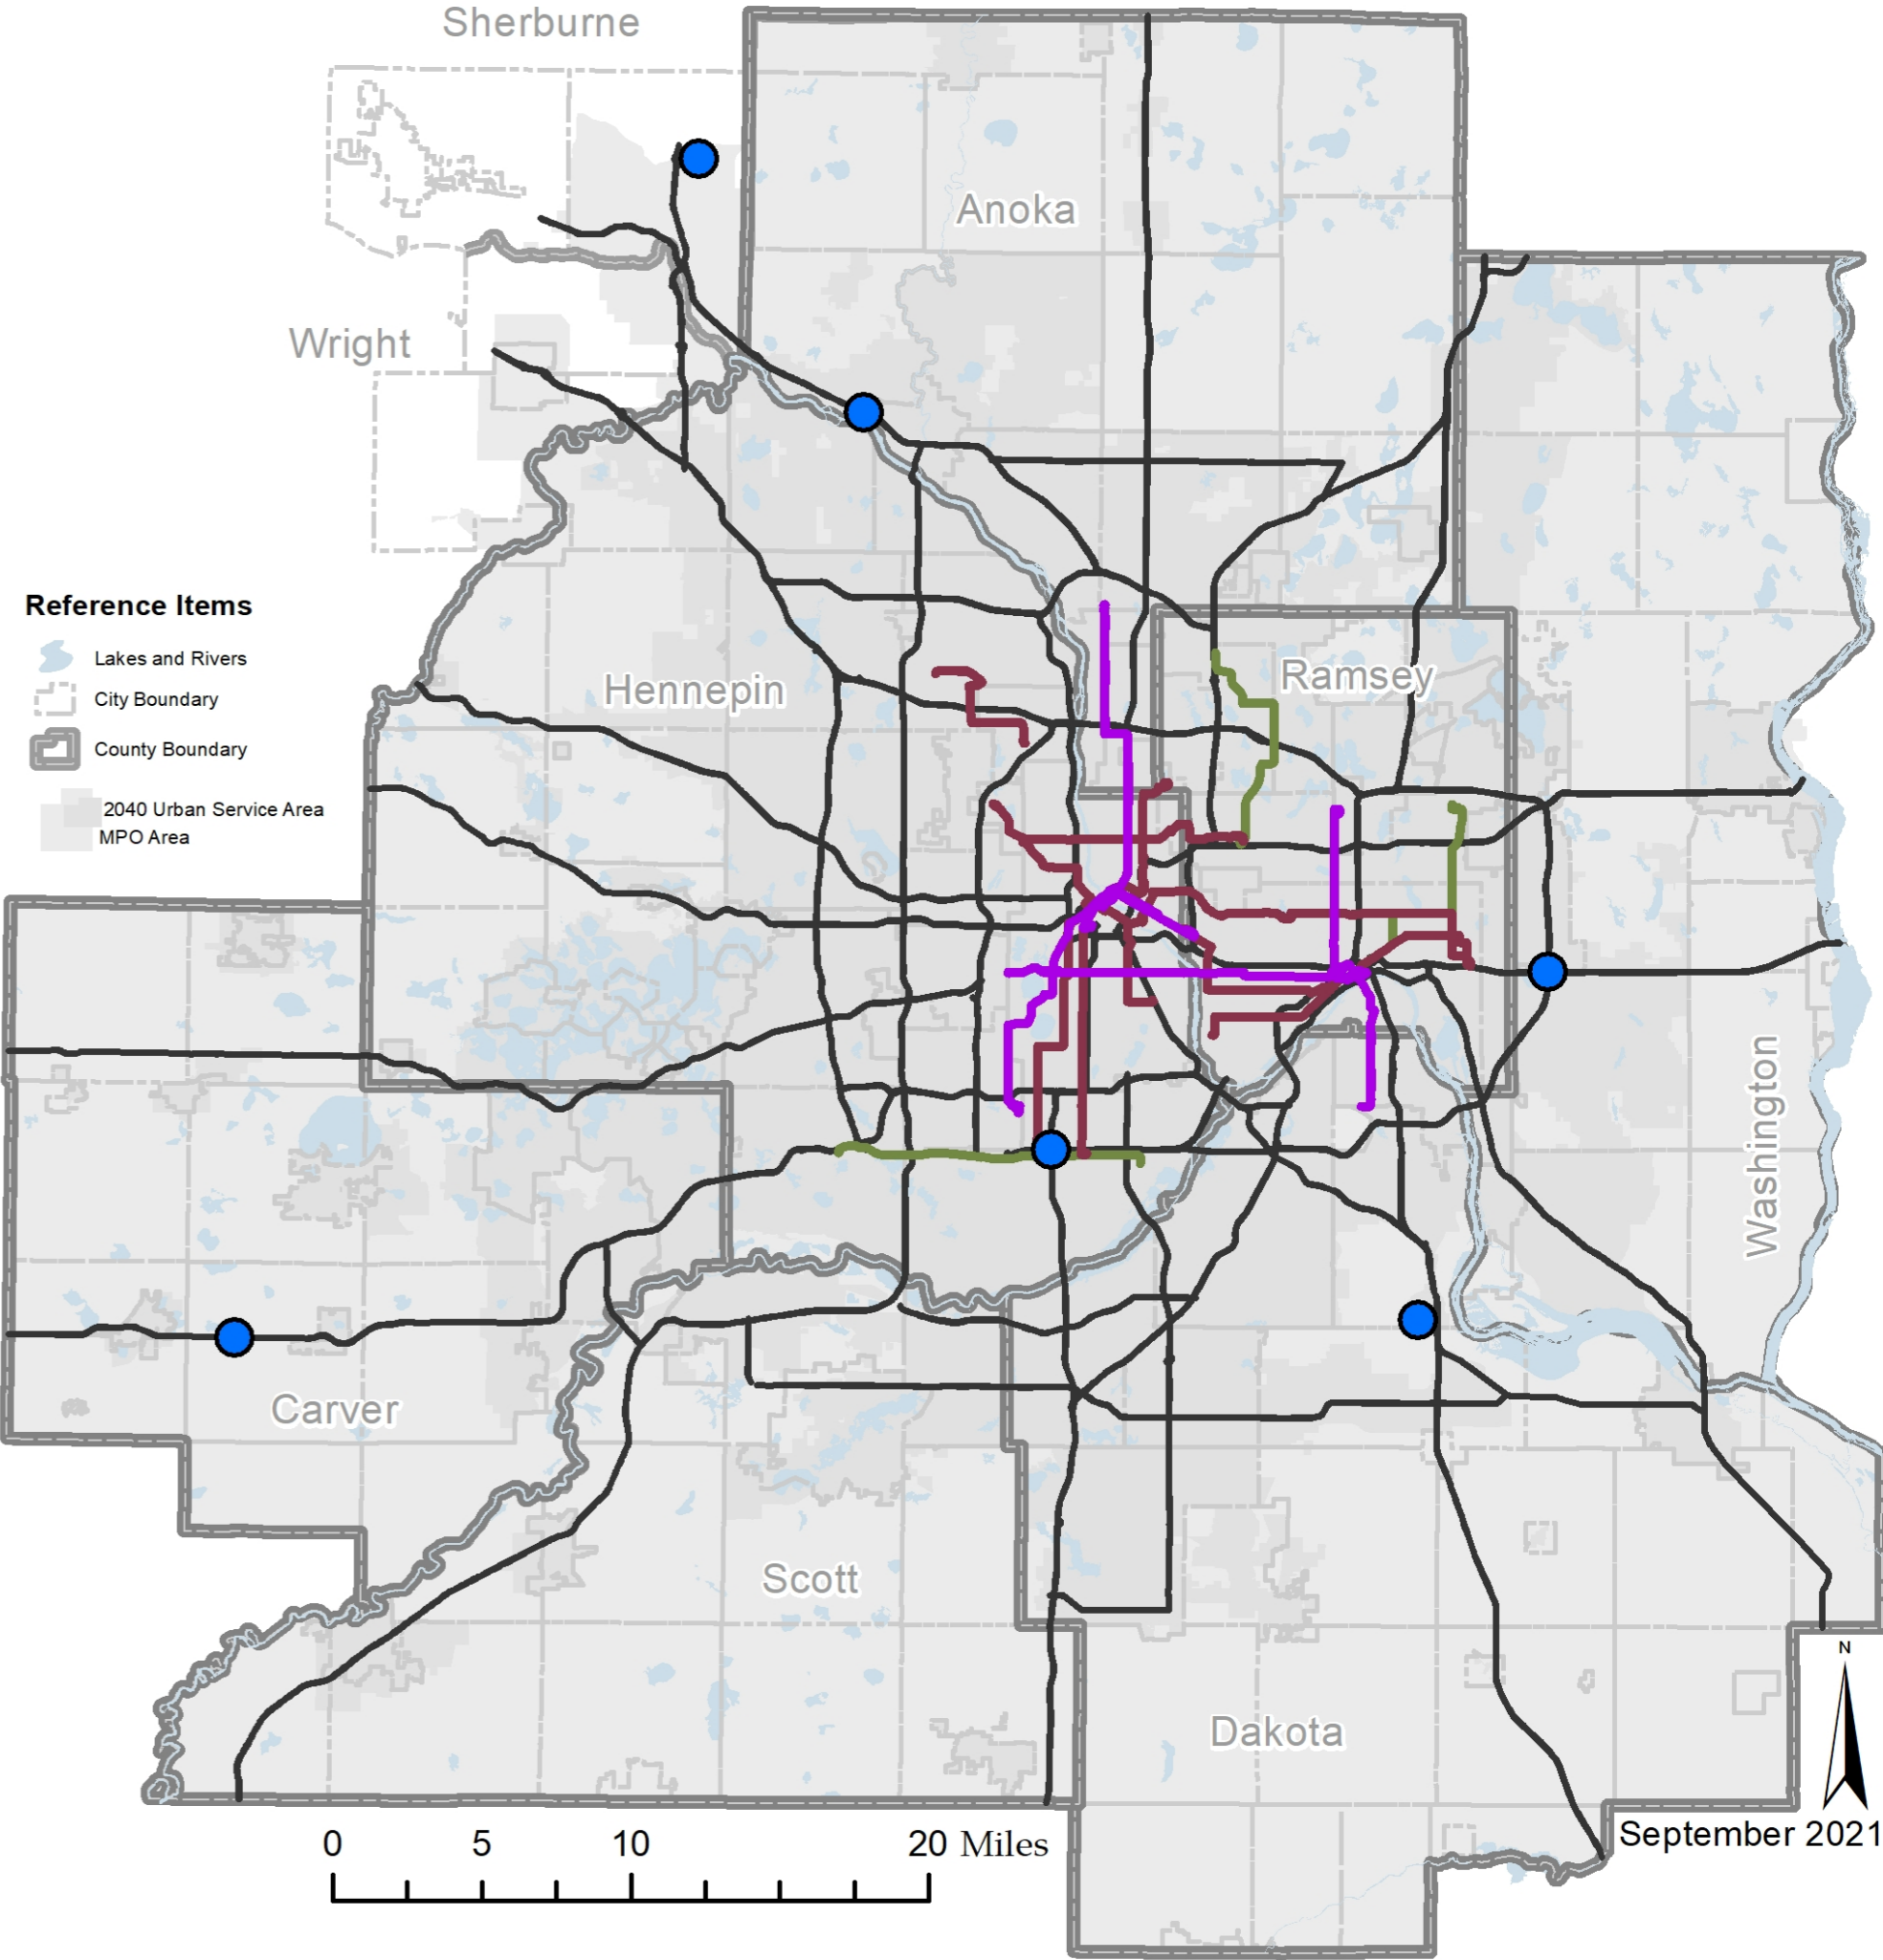 Sherburne
Anoka
Wright
Reference Items
Lakes and Rivers
City Boundary
County Boundary
2040 Urban Service Area
MPO Area
Hennepin
Ramsey
Washington
Carver
Scott
Dakota
N
September 2021
0 5 10 20 Miles